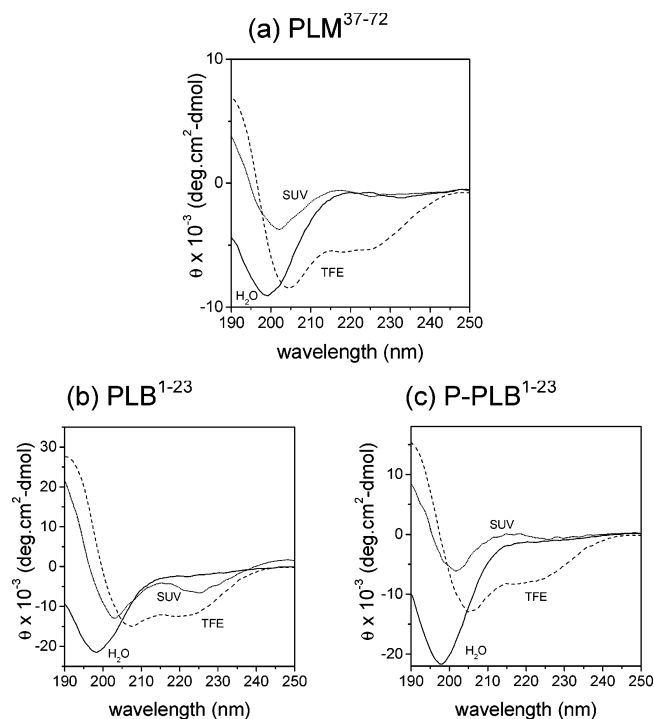 (a) PLM³⁷⁻⁷²
10
0
-10
θ x 10⁻³ (deg.cm²-dmol)
SUV
TFE
H₂O
190 200 210 220 230 240 250
wavelength (nm)
(b) PLB¹⁻²³
30
20
10
0
-10
-20
θ x 10⁻³ (deg.cm²-dmol)
SUV
TFE
H₂O
190 200 210 220 230 240 250
wavelength (nm)
(c) P-PLB¹⁻²³
10
0
-10
-20
θ x 10⁻³ (deg.cm²-dmol)
SUV
TFE
H₂O
190 200 210 220 230 240 250
wavelength (nm)